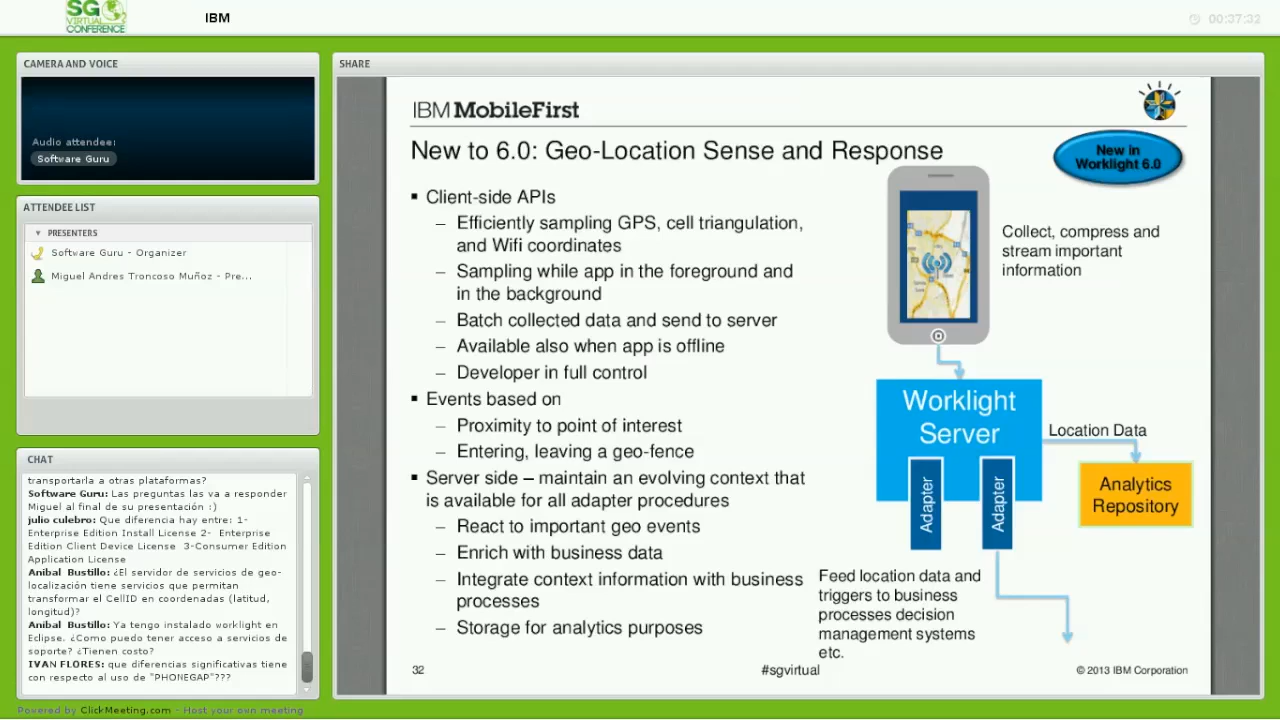 SG
VIRTUAL
CONFERENCE
IBM
00:37:32
CAMERA AND VOICE
Audio attendee:
Software Guru
ATTENDEE LIST
PRESENTERS
Software Guru - Organizer
Miguel Andres Troncoso Muñoz - Pre...
CHAT
transportarla a otras plataformas?
Software Guru: Las preguntas las va a responder
Miguel al final de su presentación :)
julio culebro: Que diferencia hay entre: 1-
Enterprise Edition Install License 2- Enterprise
Edition Client Device License 3-Consumer Edition
Application License
Anibal Bustillo: ¿El servidor de servicios de geo-
localización tiene servicios que permitan
transformar el CellID en coordenadas (latitud,
longitud)?
Anibal Bustillo: Ya tengo instalado worklight en
Eclipse. ¿Como puedo tener acceso a servicios de
soporte? ¿Tienen costo?
IVAN FLORES: que diferencias significativas tiene
con respecto al uso de "PHONEGAP"???
Powered by ClickMeeting.com - Host your own meeting
SHARE
IBM MobileFirst
New to 6.0: Geo-Location Sense and Response
New in
Worklight 6.0
▪ Client-side APIs
– Efficiently sampling GPS, cell triangulation,
and Wifi coordinates
– Sampling while app in the foreground and
in the background
– Batch collected data and send to server
– Available also when app is offline
– Developer in full control
▪ Events based on
– Proximity to point of interest
– Entering, leaving a geo-fence
▪ Server side – maintain an evolving context that
is available for all adapter procedures
– React to important geo events
– Enrich with business data
– Integrate context information with business
processes
– Storage for analytics purposes
Collect, compress and
stream important
information
Worklight
Server
Adapter
Adapter
Location Data
Analytics
Repository
Feed location data and
triggers to business
processes decision
management systems
etc.
32
#sgvirtual
© 2013 IBM Corporation